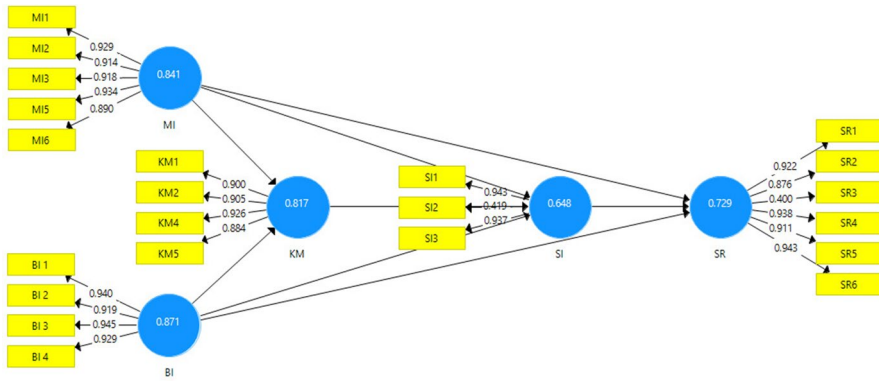 MI1
MI2
MI3
MI5
MI6
0.929
0.914
0.918
0.934
0.890
0.841
MI
KM1
KM2
KM4
KM5
0.900
0.905
0.926
0.884
0.817
KM
SI1
SI2
SI3
0.943
0.419
0.937
0.648
SI
0.729
SR
0.922
0.876
0.400
0.938
0.911
0.943
SR1
SR2
SR3
SR4
SR5
SR6
BI 1
BI 2
BI 3
BI 4
0.940
0.919
0.945
0.929
0.871
BI